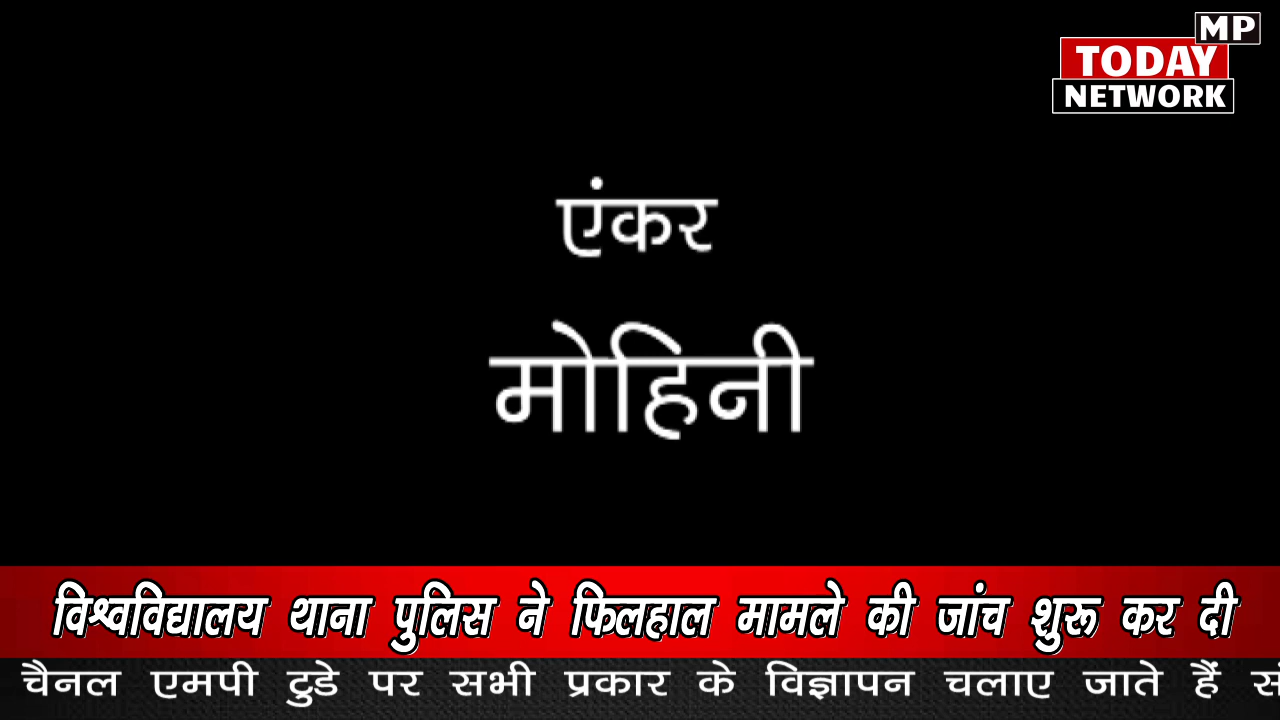 MP
TODAY
NETWORK
एंकर
मोहिनी
विश्वविद्यालय थाना पुलिस ने फिलहाल मामले की जांच शुरू कर दी
चैनल एमपी टुडे पर सभी प्रकार के विज्ञापन चलाए जाते हैं